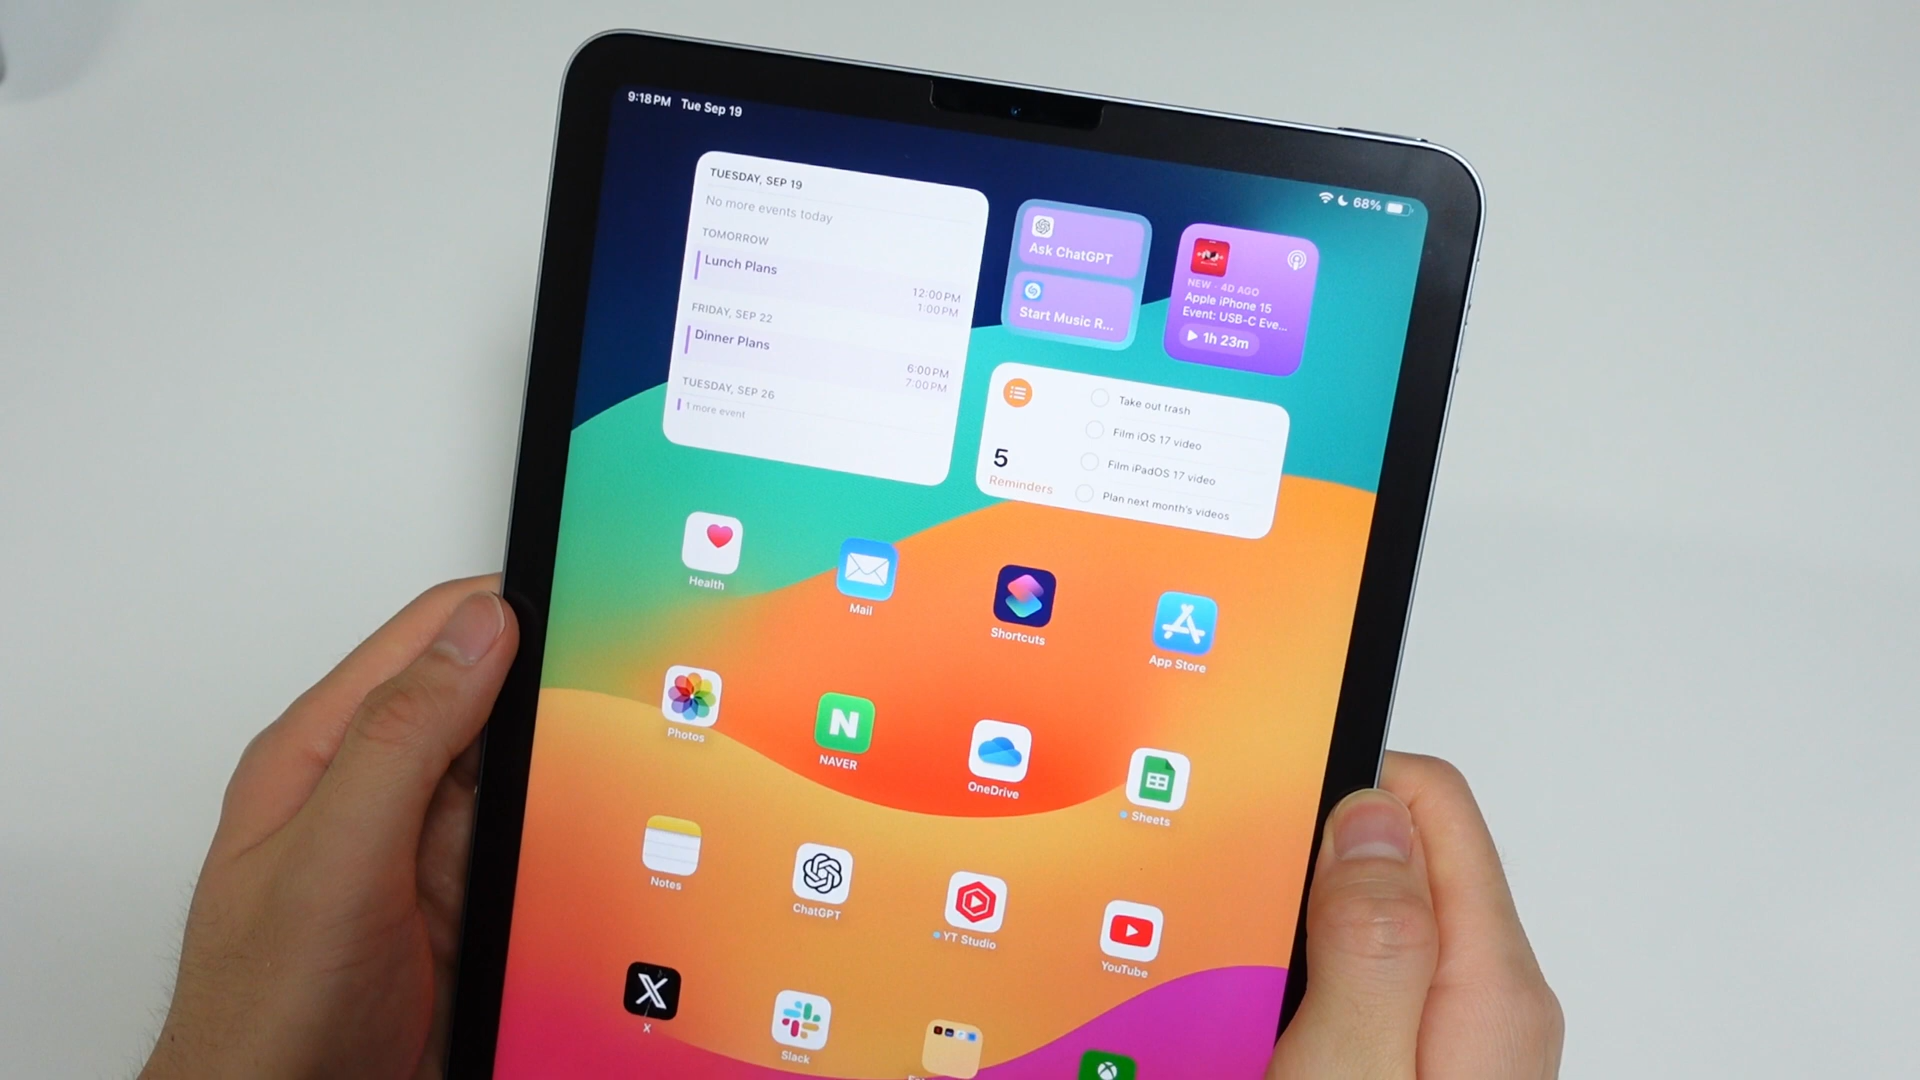 9:18 PM Tue Sep 19
68%
TUESDAY, SEP 19
No more events today
TOMORROW
Lunch Plans
12:00 PM
1:00 PM
FRIDAY, SEP 22
Dinner Plans
6:00 PM
7:00 PM
TUESDAY, SEP 26
1 more event
Ask ChatGPT
Start Music R...
NEW · 4D AGO
Apple iPhone 15
Event: USB-C Eve...
1h 23m
5
Reminders
Take out trash
Film iOS 17 video
Film iPadOS 17 video
Plan next month's videos
Health
Mail
Shortcuts
App Store
Photos
N
NAVER
OneDrive
Sheets
Notes
ChatGPT
YT Studio
YouTube
X
Slack